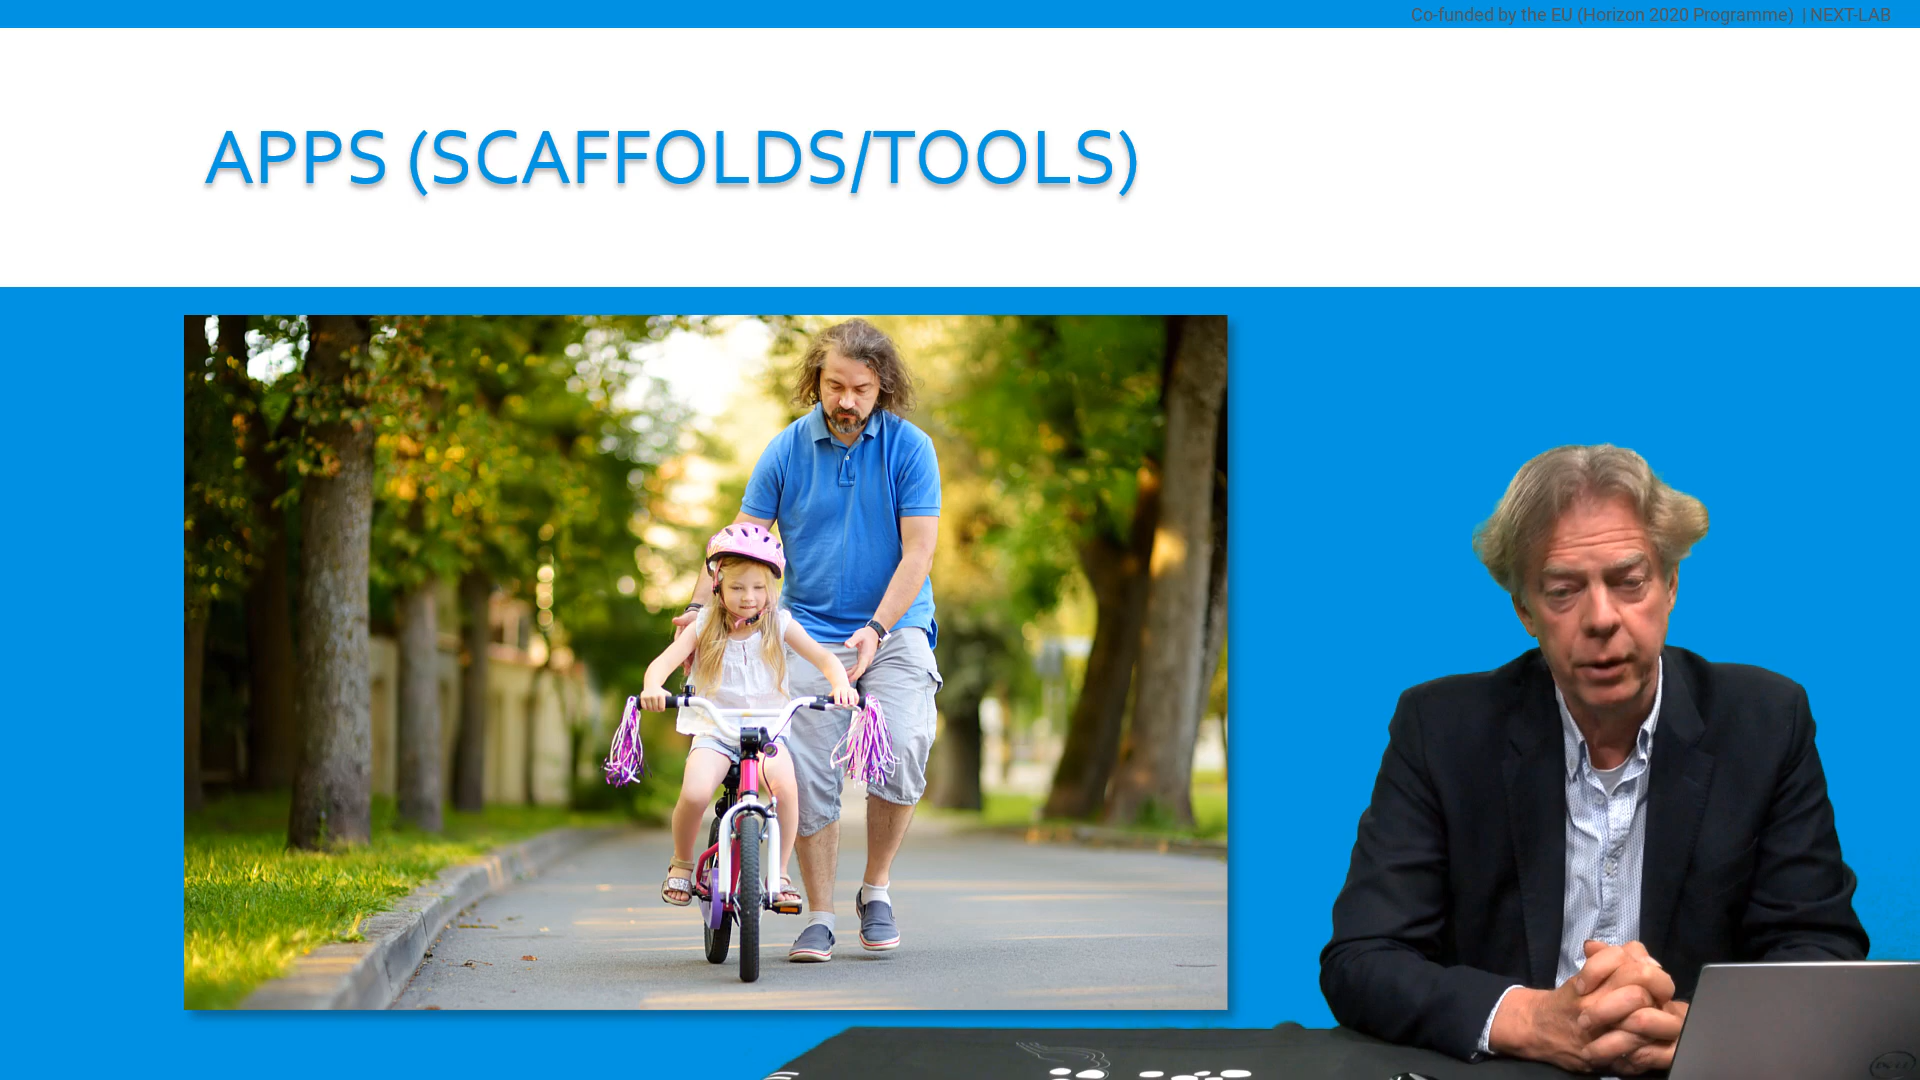 Co-funded by the EU (Horizon 2020 Programme) | NEXT-LAB
APPS (SCAFFOLDS/TOOLS)